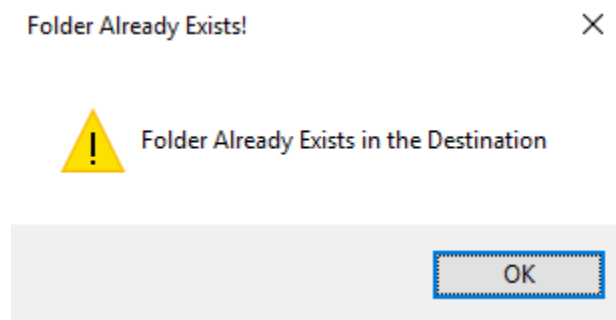 Folder Already Exists!
Folder Already Exists in the Destination
OK